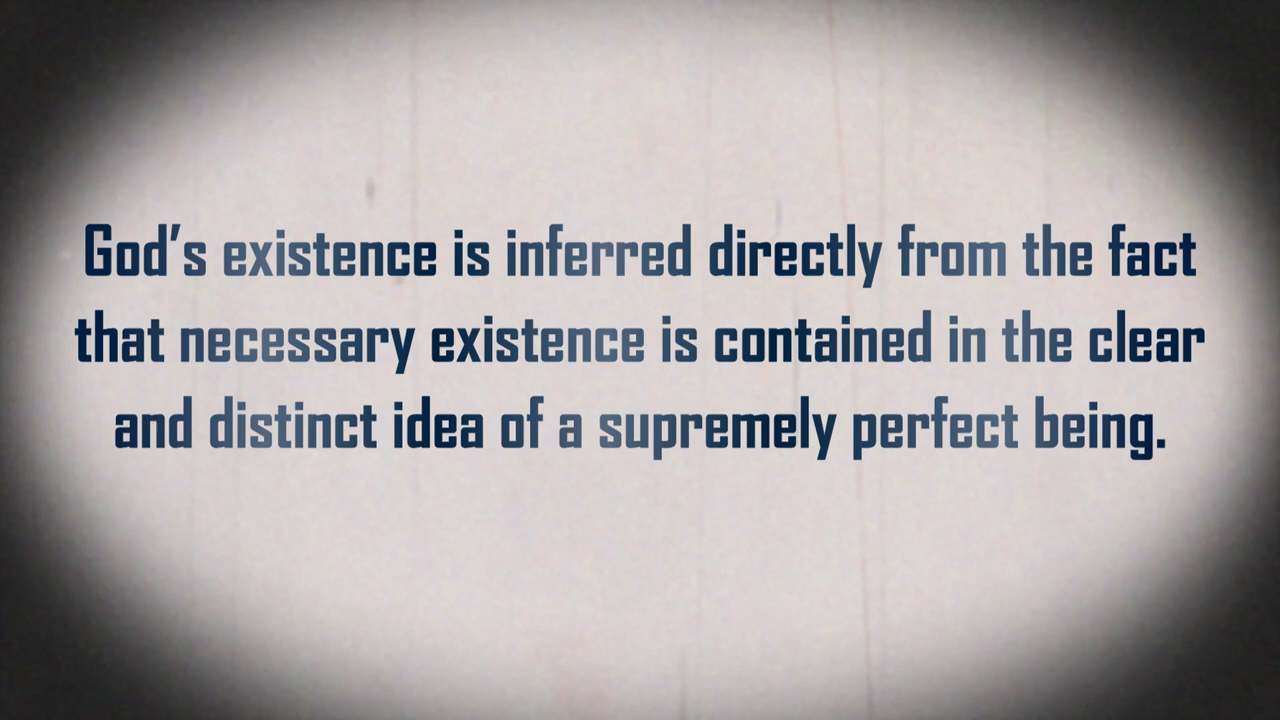 God’s existence is inferred directly from the fact
that necessary existence is contained in the clear
and distinct idea of a supremely perfect being.